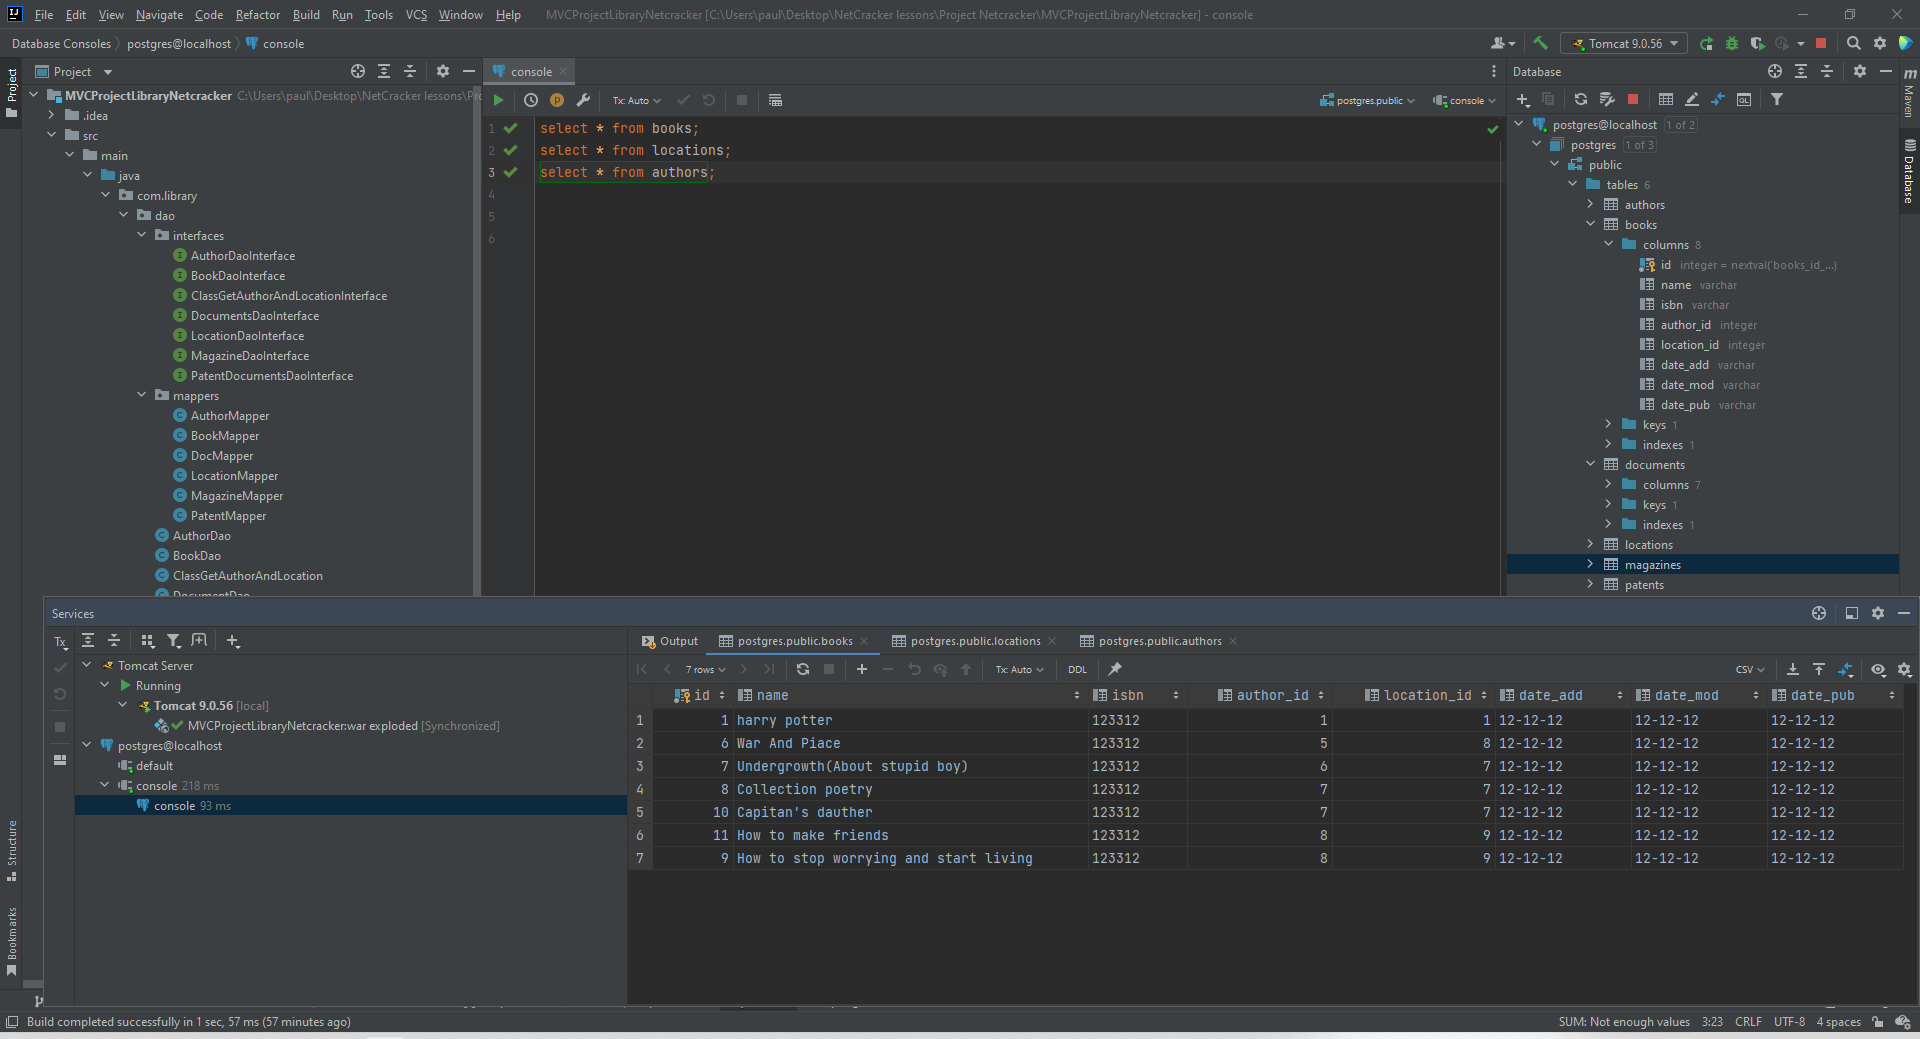 File Edit View Navigate Code Refactor Build Run Tools VCS Window Help MVCProjectLibraryNetcracker [C:\Users\paul\Desktop\NetCracker lessons\Project Netcracker\MVCProjectLibraryNetcracker] - console
Database Consoles postgres@localhost console Tomcat 9.0.56
Project
MVCProjectLibraryNetcracker C:\Users\paul\Desktop\NetCracker lessons\Pr
.idea
src
main
java
com.library
dao
interfaces
AuthorDaoInterface
BookDaoInterface
ClassGetAuthorAndLocationInterface
DocumentsDaoInterface
LocationDaoInterface
MagazineDaoInterface
PatentDocumentsDaoInterface
mappers
AuthorMapper
BookMapper
DocMapper
LocationMapper
MagazineMapper
PatentMapper
AuthorDao
BookDao
ClassGetAuthorAndLocation
DocumentDao
console
Tx: Auto postgres.public console
1 select * from books;
2 select * from locations;
3 select * from authors;
4
5
6
Database
postgres@localhost 1 of 2
postgres 1 of 3
public
tables 6
authors
books
columns 8
id integer = nextval('books_id_...)
name varchar
isbn varchar
author_id integer
location_id integer
date_add varchar
date_mod varchar
date_pub varchar
keys 1
indexes 1
documents
columns 7
keys 1
indexes 1
locations
magazines
patents
Project
Structure
Bookmarks
Maven
Database
Services
Tx
Tomcat Server
Running
Tomcat 9.0.56 [local]
MVCProjectLibraryNetcracker:war exploded [Synchronized]
postgres@localhost
default
console 218 ms
console 93 ms
Output postgres.public.books postgres.public.locations postgres.public.authors
7 rows Tx: Auto DDL CSV
id name isbn author_id location_id date_add date_mod date_pub
1 1 harry potter 123312 1 1 12-12-12 12-12-12 12-12-12
2 6 War And Piace 123312 5 8 12-12-12 12-12-12 12-12-12
3 7 Undergrowth(About stupid boy) 123312 6 7 12-12-12 12-12-12 12-12-12
4 8 Collection poetry 123312 7 7 12-12-12 12-12-12 12-12-12
5 10 Capitan's dauther 123312 7 7 12-12-12 12-12-12 12-12-12
6 11 How to make friends 123312 8 9 12-12-12 12-12-12 12-12-12
7 9 How to stop worrying and start living 123312 8 9 12-12-12 12-12-12 12-12-12
Build completed successfully in 1 sec, 57 ms (57 minutes ago) SUM: Not enough values 3:23 CRLF UTF-8 4 spaces